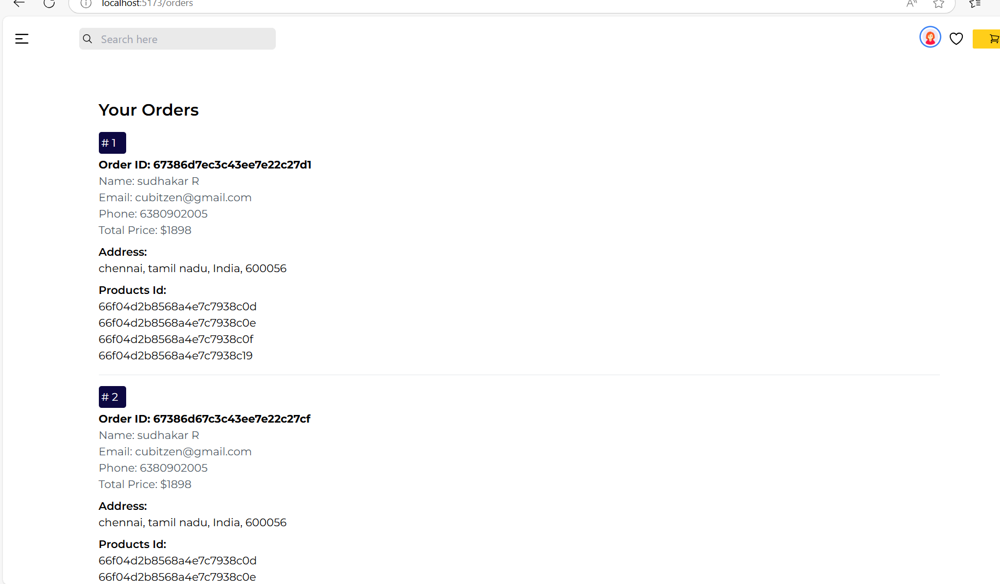 localhost:5173/orders
Search here
Your Orders
# 1
Order ID: 67386d7ec3c43ee7e22c27d1
Name: sudhakar R
Email: cubitzen@gmail.com
Phone: 6380902005
Total Price: $1898
Address:
chennai, tamil nadu, India, 600056
Products Id:
66f04d2b8568a4e7c7938c0d
66f04d2b8568a4e7c7938c0e
66f04d2b8568a4e7c7938c0f
66f04d2b8568a4e7c7938c19
# 2
Order ID: 67386d67c3c43ee7e22c27cf
Name: sudhakar R
Email: cubitzen@gmail.com
Phone: 6380902005
Total Price: $1898
Address:
chennai, tamil nadu, India, 600056
Products Id:
66f04d2b8568a4e7c7938c0d
66f04d2b8568a4e7c7938c0e